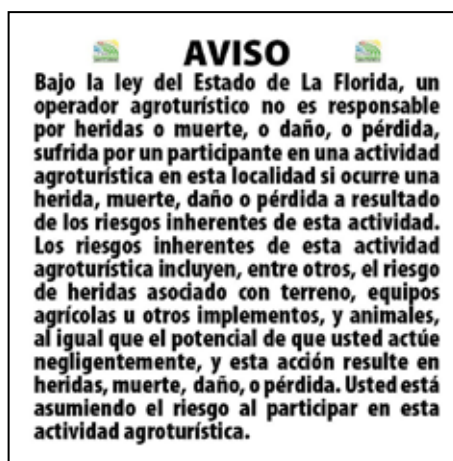 AVISO
Bajo la ley del Estado de La Florida, un
operador agroturístico no es responsable
por heridas o muerte, o daño, o pérdida,
sufrida por un participante en una actividad
agroturística en esta localidad si ocurre una
herida, muerte, daño o pérdida a resultado
de los riesgos inherentes de esta actividad.
Los riesgos inherentes de esta actividad
agroturística incluyen, entre otros, el riesgo
de heridas asociado con terreno, equipos
agrícolas u otros implementos, y animales,
al igual que el potencial de que usted actúe
negligentemente, y esta acción resulte en
heridas, muerte, daño, o pérdida. Usted está
asumiendo el riesgo al participar en esta
actividad agroturística.